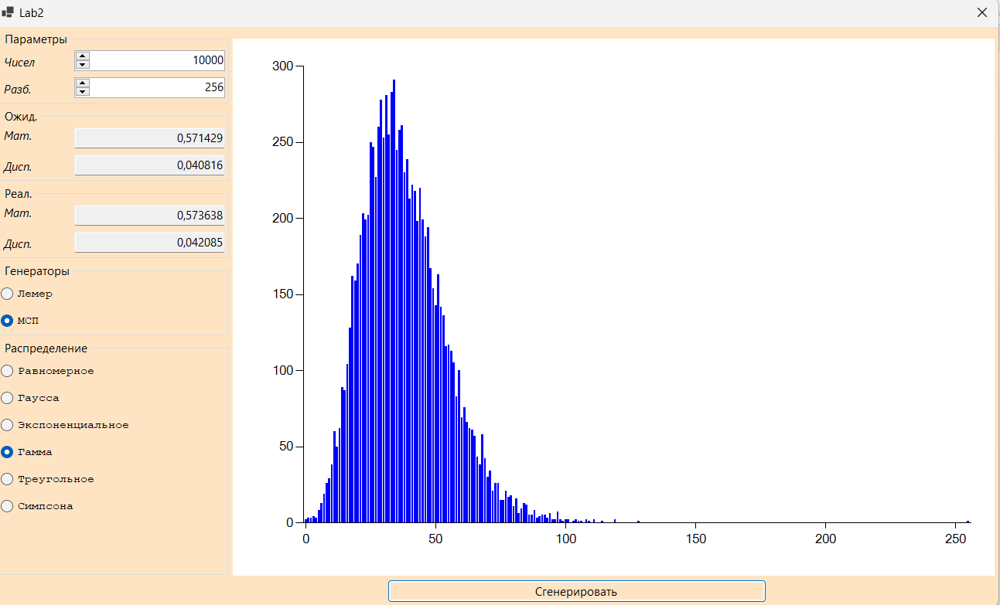 Lab2
Параметры
Чисел 10000
Разб. 256
Ожид.
Мат. 0,571429
Дисп. 0,040816
Реал.
Мат. 0,573638
Дисп. 0,042085
Генераторы
Лемер
МСП
Распределение
Равномерное
Гаусса
Экспоненциальное
Гамма
Треугольное
Симпсона
300
250
200
150
100
50
0
0 50 100 150 200 250
Сгенерировать